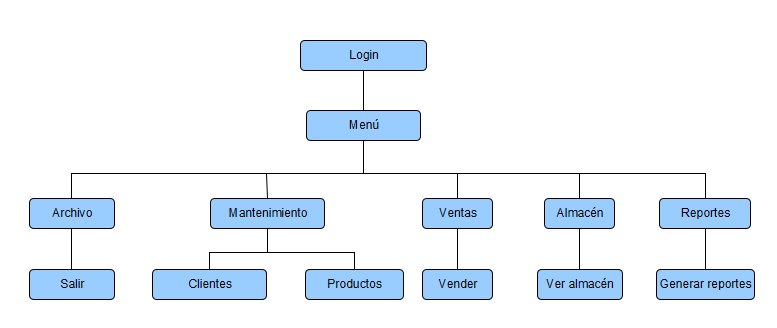 Login
Menú
Archivo
Mantenimiento
Ventas
Almacén
Reportes
Salir
Clientes
Productos
Vender
Ver almacén
Generar reportes